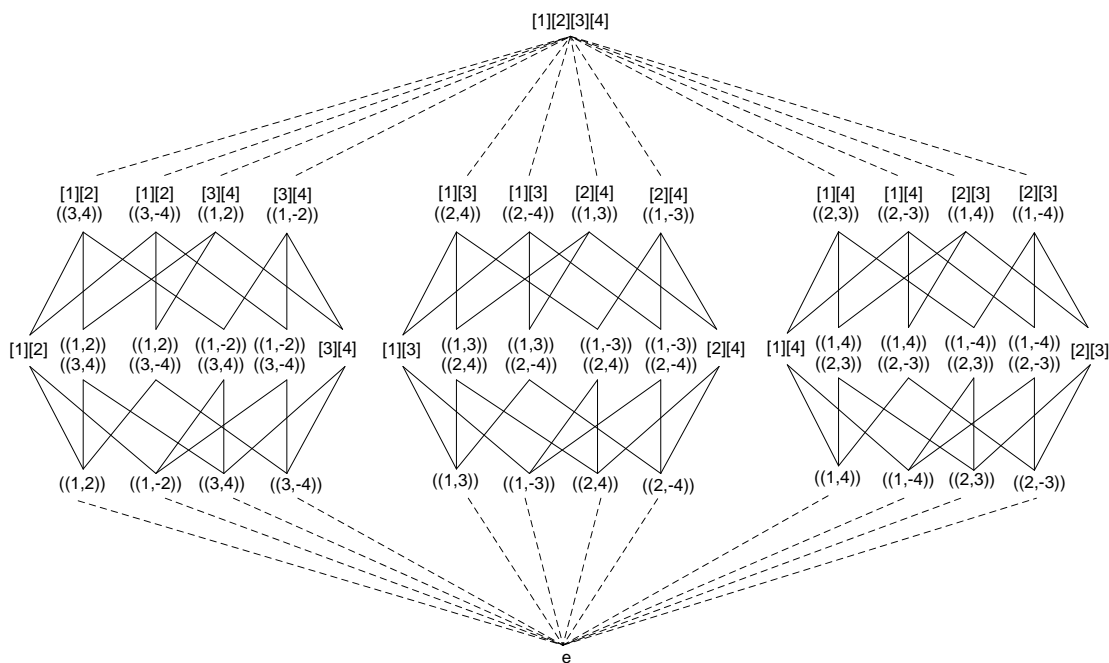 [1][2][3][4]
[1][2] [1][2] [3][4] [3][4] [1][3] [1][3] [2][4] [2][4] [1][4] [1][4] [2][3] [2][3]
((3,4)) ((3,-4)) ((1,2)) ((1,-2)) ((2,4)) ((2,-4)) ((1,3)) ((1,-3)) ((2,3)) ((2,-3)) ((1,4)) ((1,-4))
[1][2] ((1,2)) ((1,2)) ((1,-2)) ((1,-2)) [3][4] [1][3] ((1,3)) ((1,3)) ((1,-3)) ((1,-3)) [2][4] [1][4] ((1,4)) ((1,4)) ((1,-4)) ((1,-4)) [2][3]
((3,4)) ((3,-4)) ((3,4)) ((3,-4)) ((2,4)) ((2,-4)) ((2,4)) ((2,-4)) ((2,3)) ((2,-3)) ((2,3)) ((2,-3))
((1,2)) ((1,-2)) ((3,4)) ((3,-4)) ((1,3)) ((1,-3)) ((2,4)) ((2,-4)) ((1,4)) ((1,-4)) ((2,3)) ((2,-3))
e